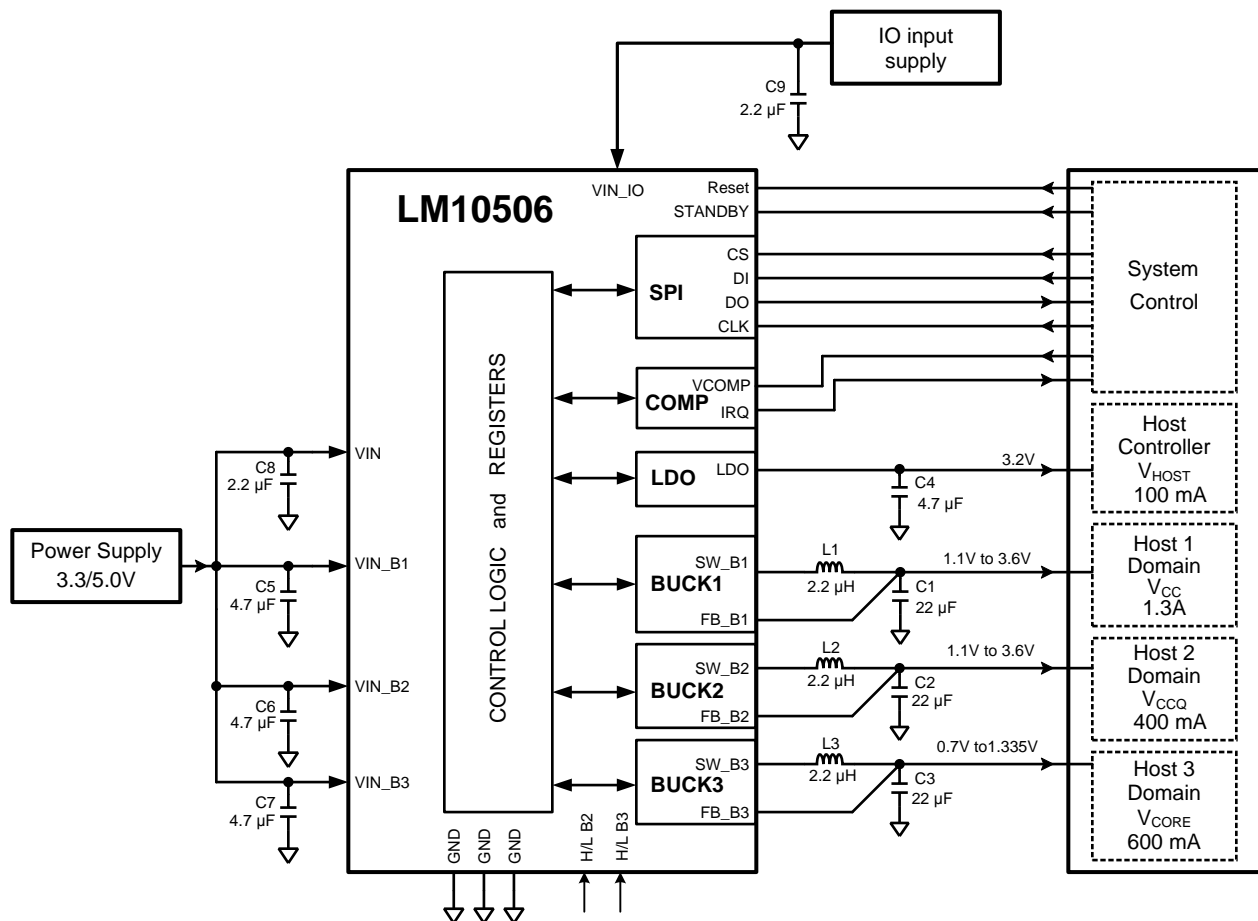 IO input
supply
C9
2.2 µF
VIN_IO
LM10506
Reset
STANDBY
CS
DI
DO
CLK
SPI
System
Control
VCOMP
IRQ
COMP
CONTROL LOGIC and REGISTERS
LDO
LDO
3.2V
C4
4.7 µF
Host
Controller
VHOST
100 mA
VIN
C8
2.2 µF
Power Supply
3.3/5.0V
VIN_B1
C5
4.7 µF
VIN_B2
C6
4.7 µF
VIN_B3
C7
4.7 µF
SW_B1
BUCK1
FB_B1
L1
2.2 µH
1.1V to 3.6V
C1
22 µF
Host 1
Domain
VCC
1.3A
SW_B2
BUCK2
FB_B2
L2
2.2 µH
1.1V to 3.6V
C2
22 µF
Host 2
Domain
VCCQ
400 mA
SW_B3
BUCK3
FB_B3
L3
2.2 µH
0.7V to1.335V
C3
22 µF
Host 3
Domain
VCORE
600 mA
GND
GND
GND
H/L B2
H/L B3